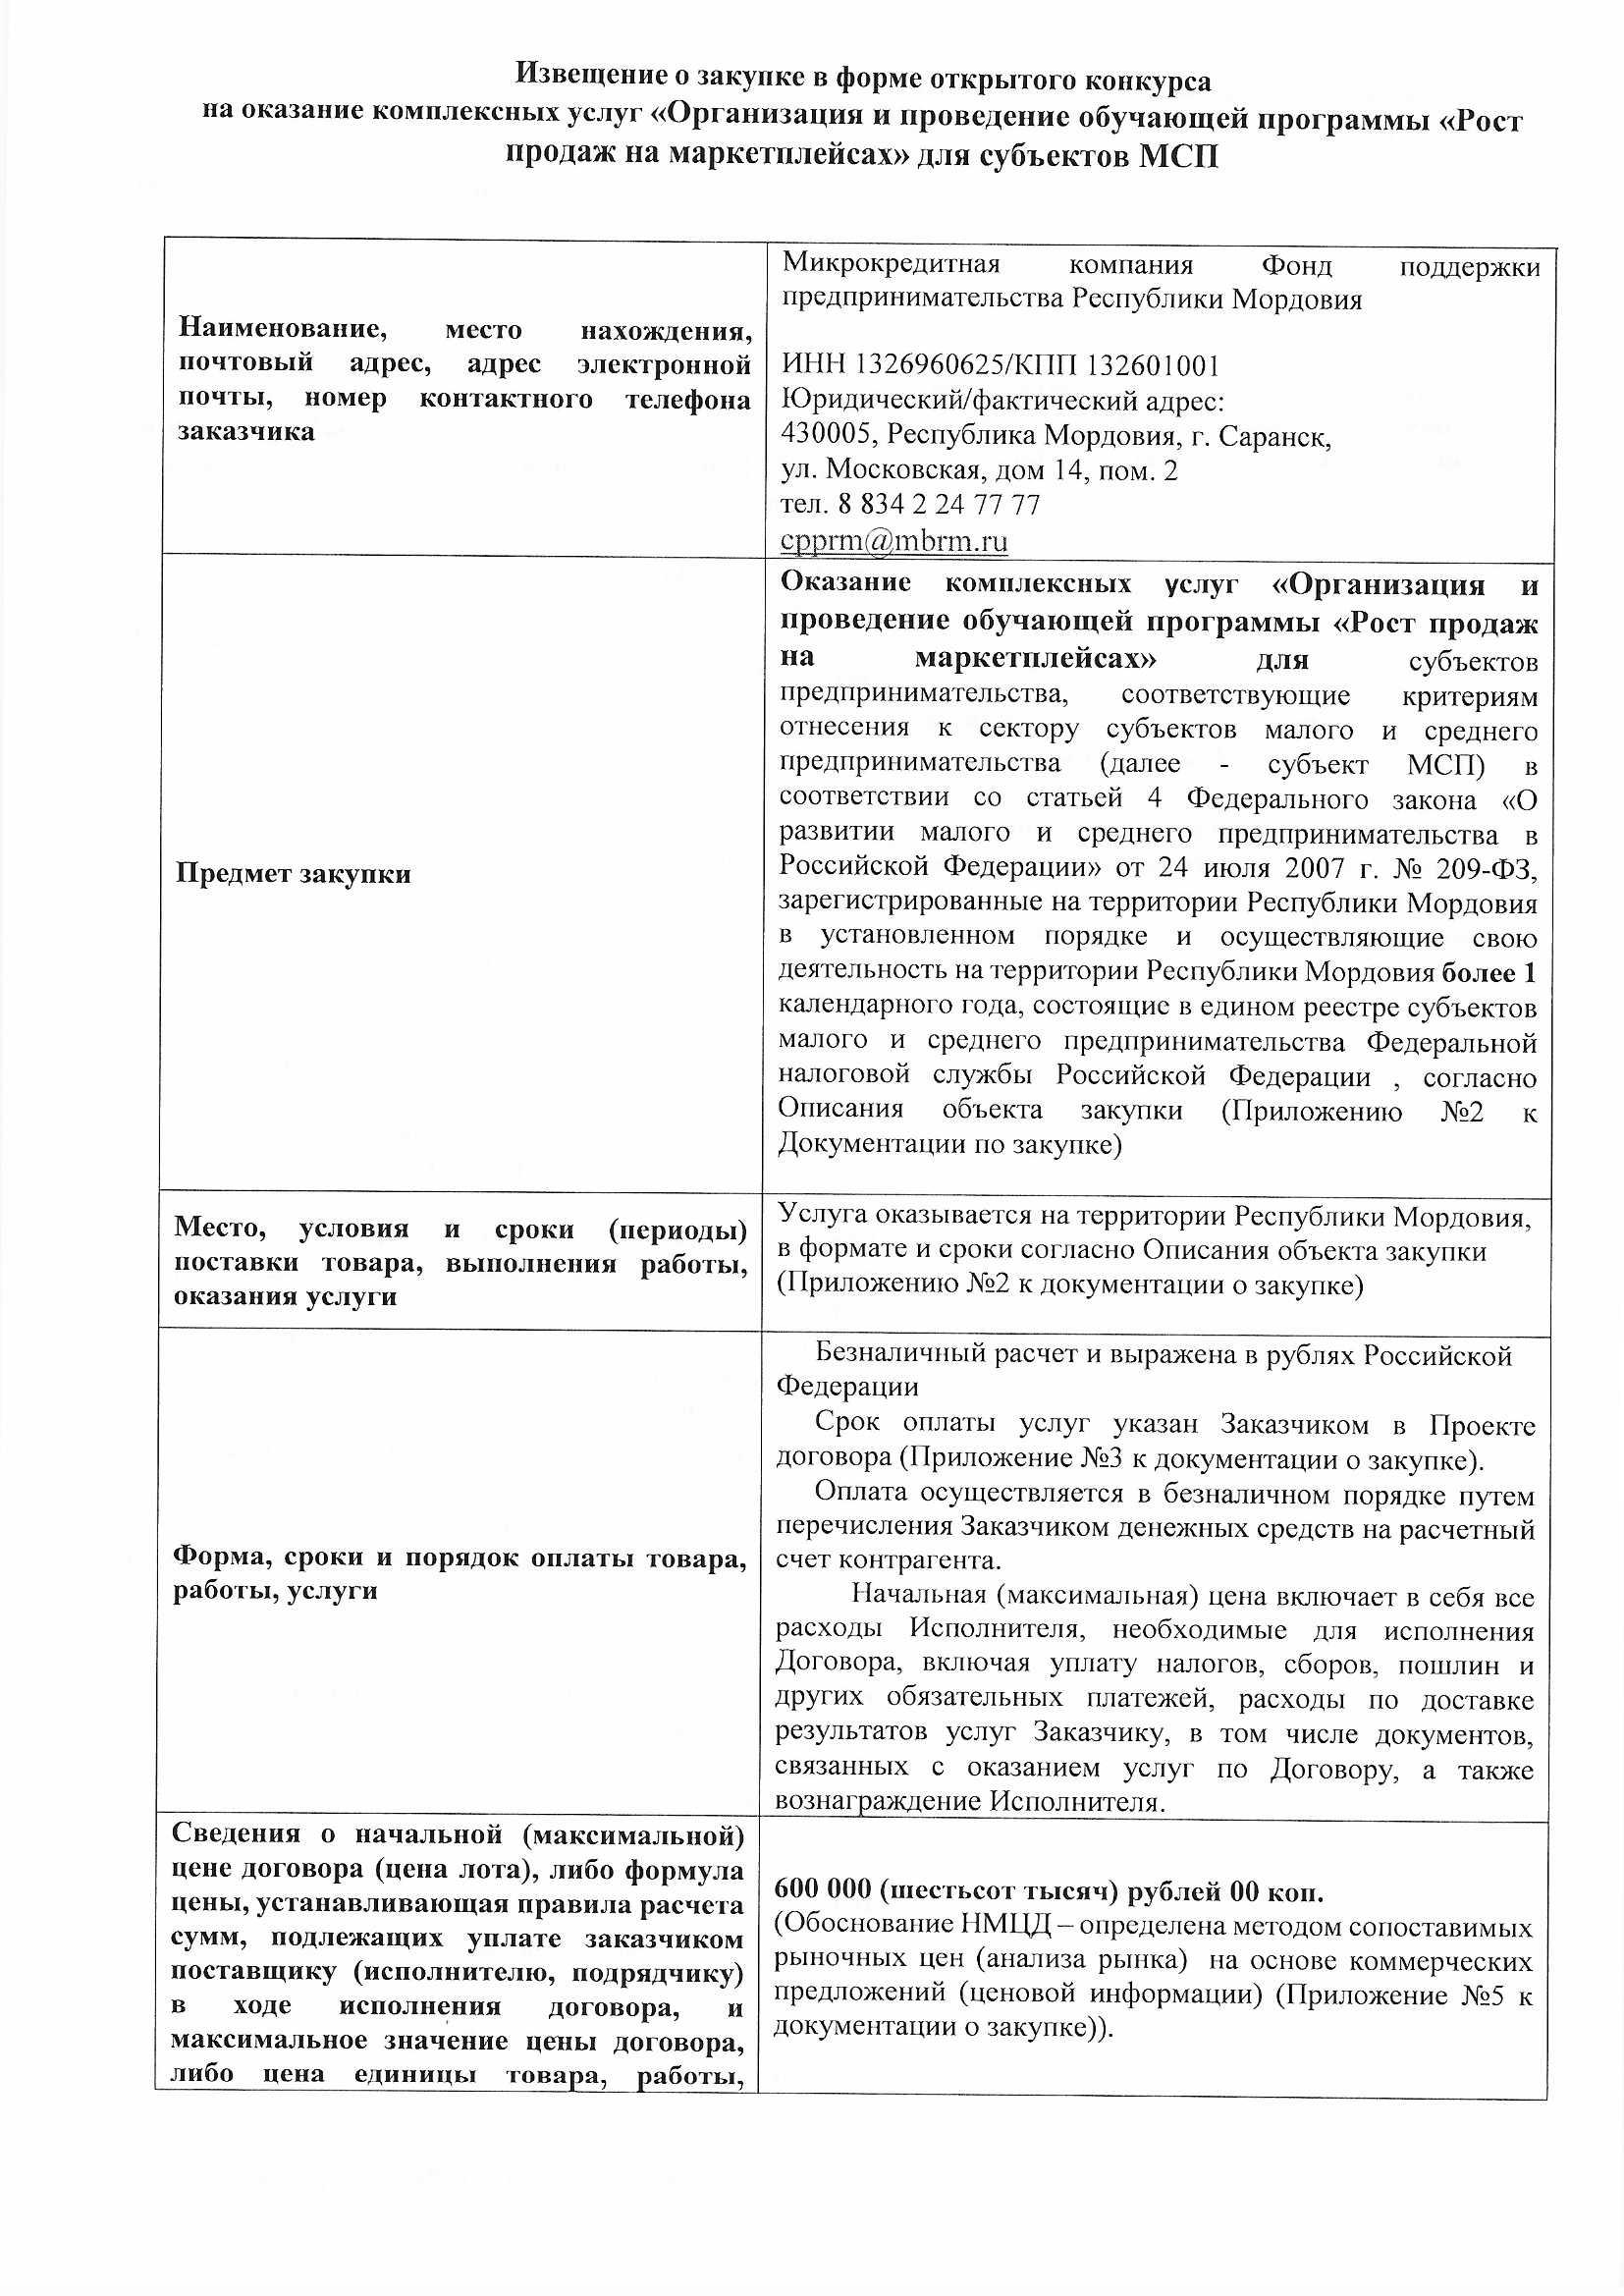 Извещение о закупке в форме открытого конкурса
на оказание комплексных услуг «Организация и проведение обучающей программы «Рост
продаж на маркетплейсах» для субъектов МСП
Наименование, место нахождения,
почтовый адрес, адрес электронной
почты, номер контактного телефона
заказчика
Микрокредитная компания Фонд поддержки
предпринимательства Республики Мордовия
ИНН 1326960625/КПП 132601001
Юридический/фактический адрес:
430005, Республика Мордовия, г. Саранск,
ул. Московская, дом 14, пом. 2
тел. 8 834 2 24 77 77
cpprm@mbrm.ru
Предмет закупки
Оказание комплексных услуг «Организация и
проведение обучающей программы «Рост продаж
на маркетплейсах» для субъектов
предпринимательства, соответствующие критериям
отнесения к сектору субъектов малого и среднего
предпринимательства (далее - субъект МСП) в
соответствии со статьей 4 Федерального закона «О
развитии малого и среднего предпринимательства в
Российской Федерации» от 24 июля 2007 г. № 209-ФЗ,
зарегистрированные на территории Республики Мордовия
в установленном порядке и осуществляющие свою
деятельность на территории Республики Мордовия более 1
календарного года, состоящие в едином реестре субъектов
малого и среднего предпринимательства Федеральной
налоговой службы Российской Федерации , согласно
Описания объекта закупки (Приложению №2 к
Документации по закупке)
Место, условия и сроки (периоды)
поставки товара, выполнения работы,
оказания услуги
Услуга оказывается на территории Республики Мордовия,
в формате и сроки согласно Описания объекта закупки
(Приложению №2 к документации о закупке)
Форма, сроки и порядок оплаты товара,
работы, услуги
Безналичный расчет и выражена в рублях Российской
Федерации
Срок оплаты услуг указан Заказчиком в Проекте
договора (Приложение №3 к документации о закупке).
Оплата осуществляется в безналичном порядке путем
перечисления Заказчиком денежных средств на расчетный
счет контрагента.
Начальная (максимальная) цена включает в себя все
расходы Исполнителя, необходимые для исполнения
Договора, включая уплату налогов, сборов, пошлин и
других обязательных платежей, расходы по доставке
результатов услуг Заказчику, в том числе документов,
связанных с оказанием услуг по Договору, а также
вознаграждение Исполнителя.
Сведения о начальной (максимальной)
цене договора (цена лота), либо формула
цены, устанавливающая правила расчета
сумм, подлежащих уплате заказчиком
поставщику (исполнителю, подрядчику)
в ходе исполнения договора, и
максимальное значение цены договора,
либо цена единицы товара, работы,
600 000 (шестьсот тысяч) рублей 00 коп.
(Обоснование НМЦД – определена методом сопоставимых
рыночных цен (анализа рынка) на основе коммерческих
предложений (ценовой информации) (Приложение №5 к
документации о закупке)).